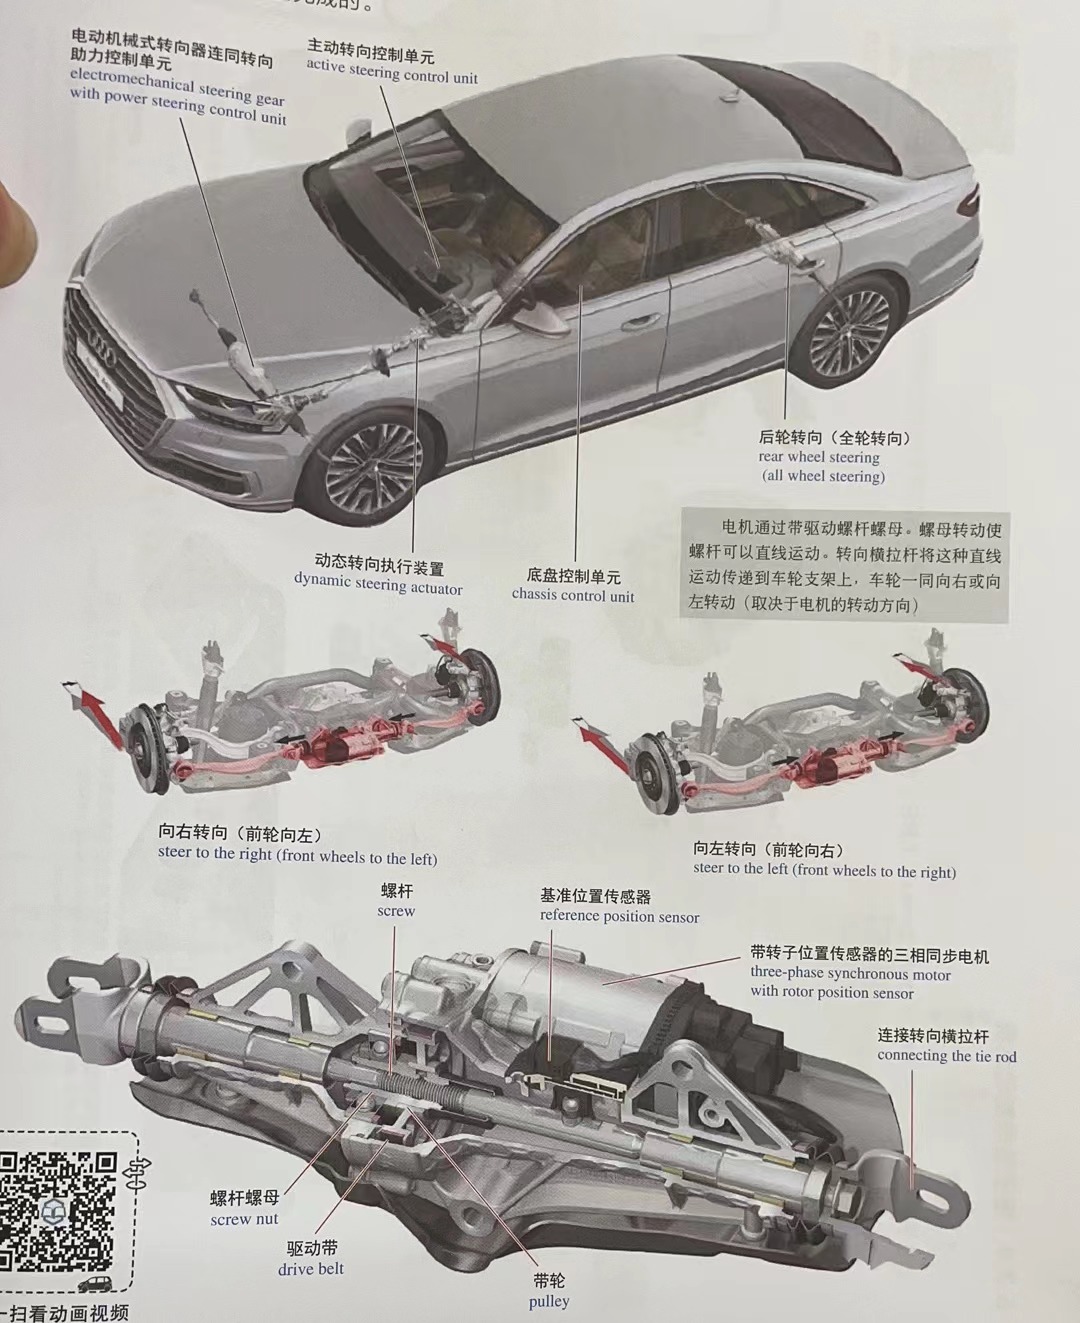 成的。
电动机械式转向器连同转向
助力控制单元
electromechanical steering gear
with power steering control unit
主动转向控制单元
active steering control unit
后轮转向（全轮转向）
rear wheel steering
(all wheel steering)
动态转向执行装置
dynamic steering actuator
底盘控制单元
chassis control unit
电机通过带驱动螺杆螺母。螺母转动使
螺杆可以直线运动。转向横拉杆将这种直线
运动传递到车轮支架上，车轮一同向右或向
左转动（取决于电机的转动方向）
向右转向（前轮向左）
steer to the right (front wheels to the left)
向左转向（前轮向右）
steer to the left (front wheels to the right)
螺杆
screw
基准位置传感器
reference position sensor
带转子位置传感器的三相同步电机
three-phase synchronous motor
with rotor position sensor
连接转向横拉杆
connecting the tie rod
螺杆螺母
screw nut
驱动带
drive belt
带轮
pulley
一扫看动画视频